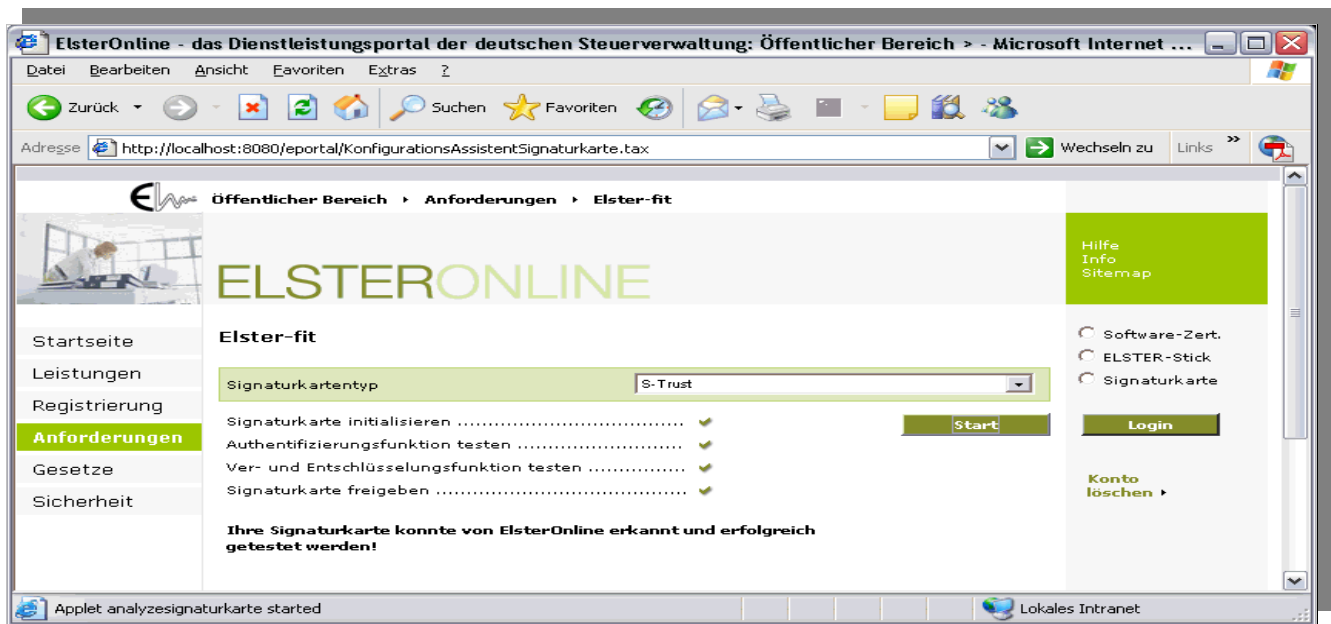 ElsterOnline - das Dienstleistungsportal der deutschen Steuerverwaltung: Öffentlicher Bereich > - Microsoft Internet ...
Datei Bearbeiten Ansicht Favoriten Extras ?
Zurück Suchen Favoriten
Adresse http://localhost:8080/eportal/KonfigurationsAssistentSignaturkarte.tax Wechseln zu Links »
Öffentlicher Bereich Anforderungen Elster-fit
Hilfe
Info
Sitemap
ELSTERONLINE
Startseite
Leistungen
Registrierung
Anforderungen
Gesetze
Sicherheit
Elster-fit
Signaturkartentyp S-Trust
Signaturkarte initialisieren .....................................
Start
Authentifizierungsfunktion testen ...........................
Ver- und Entschlüsselungsfunktion testen ................
Signaturkarte freigeben .........................................
Ihre Signaturkarte konnte von ElsterOnline erkannt und erfolgreich
getestet werden!
Software-Zert.
ELSTER-Stick
Signaturkarte
Login
Konto
löschen
Applet analyzesignaturkarte started Lokales Intranet